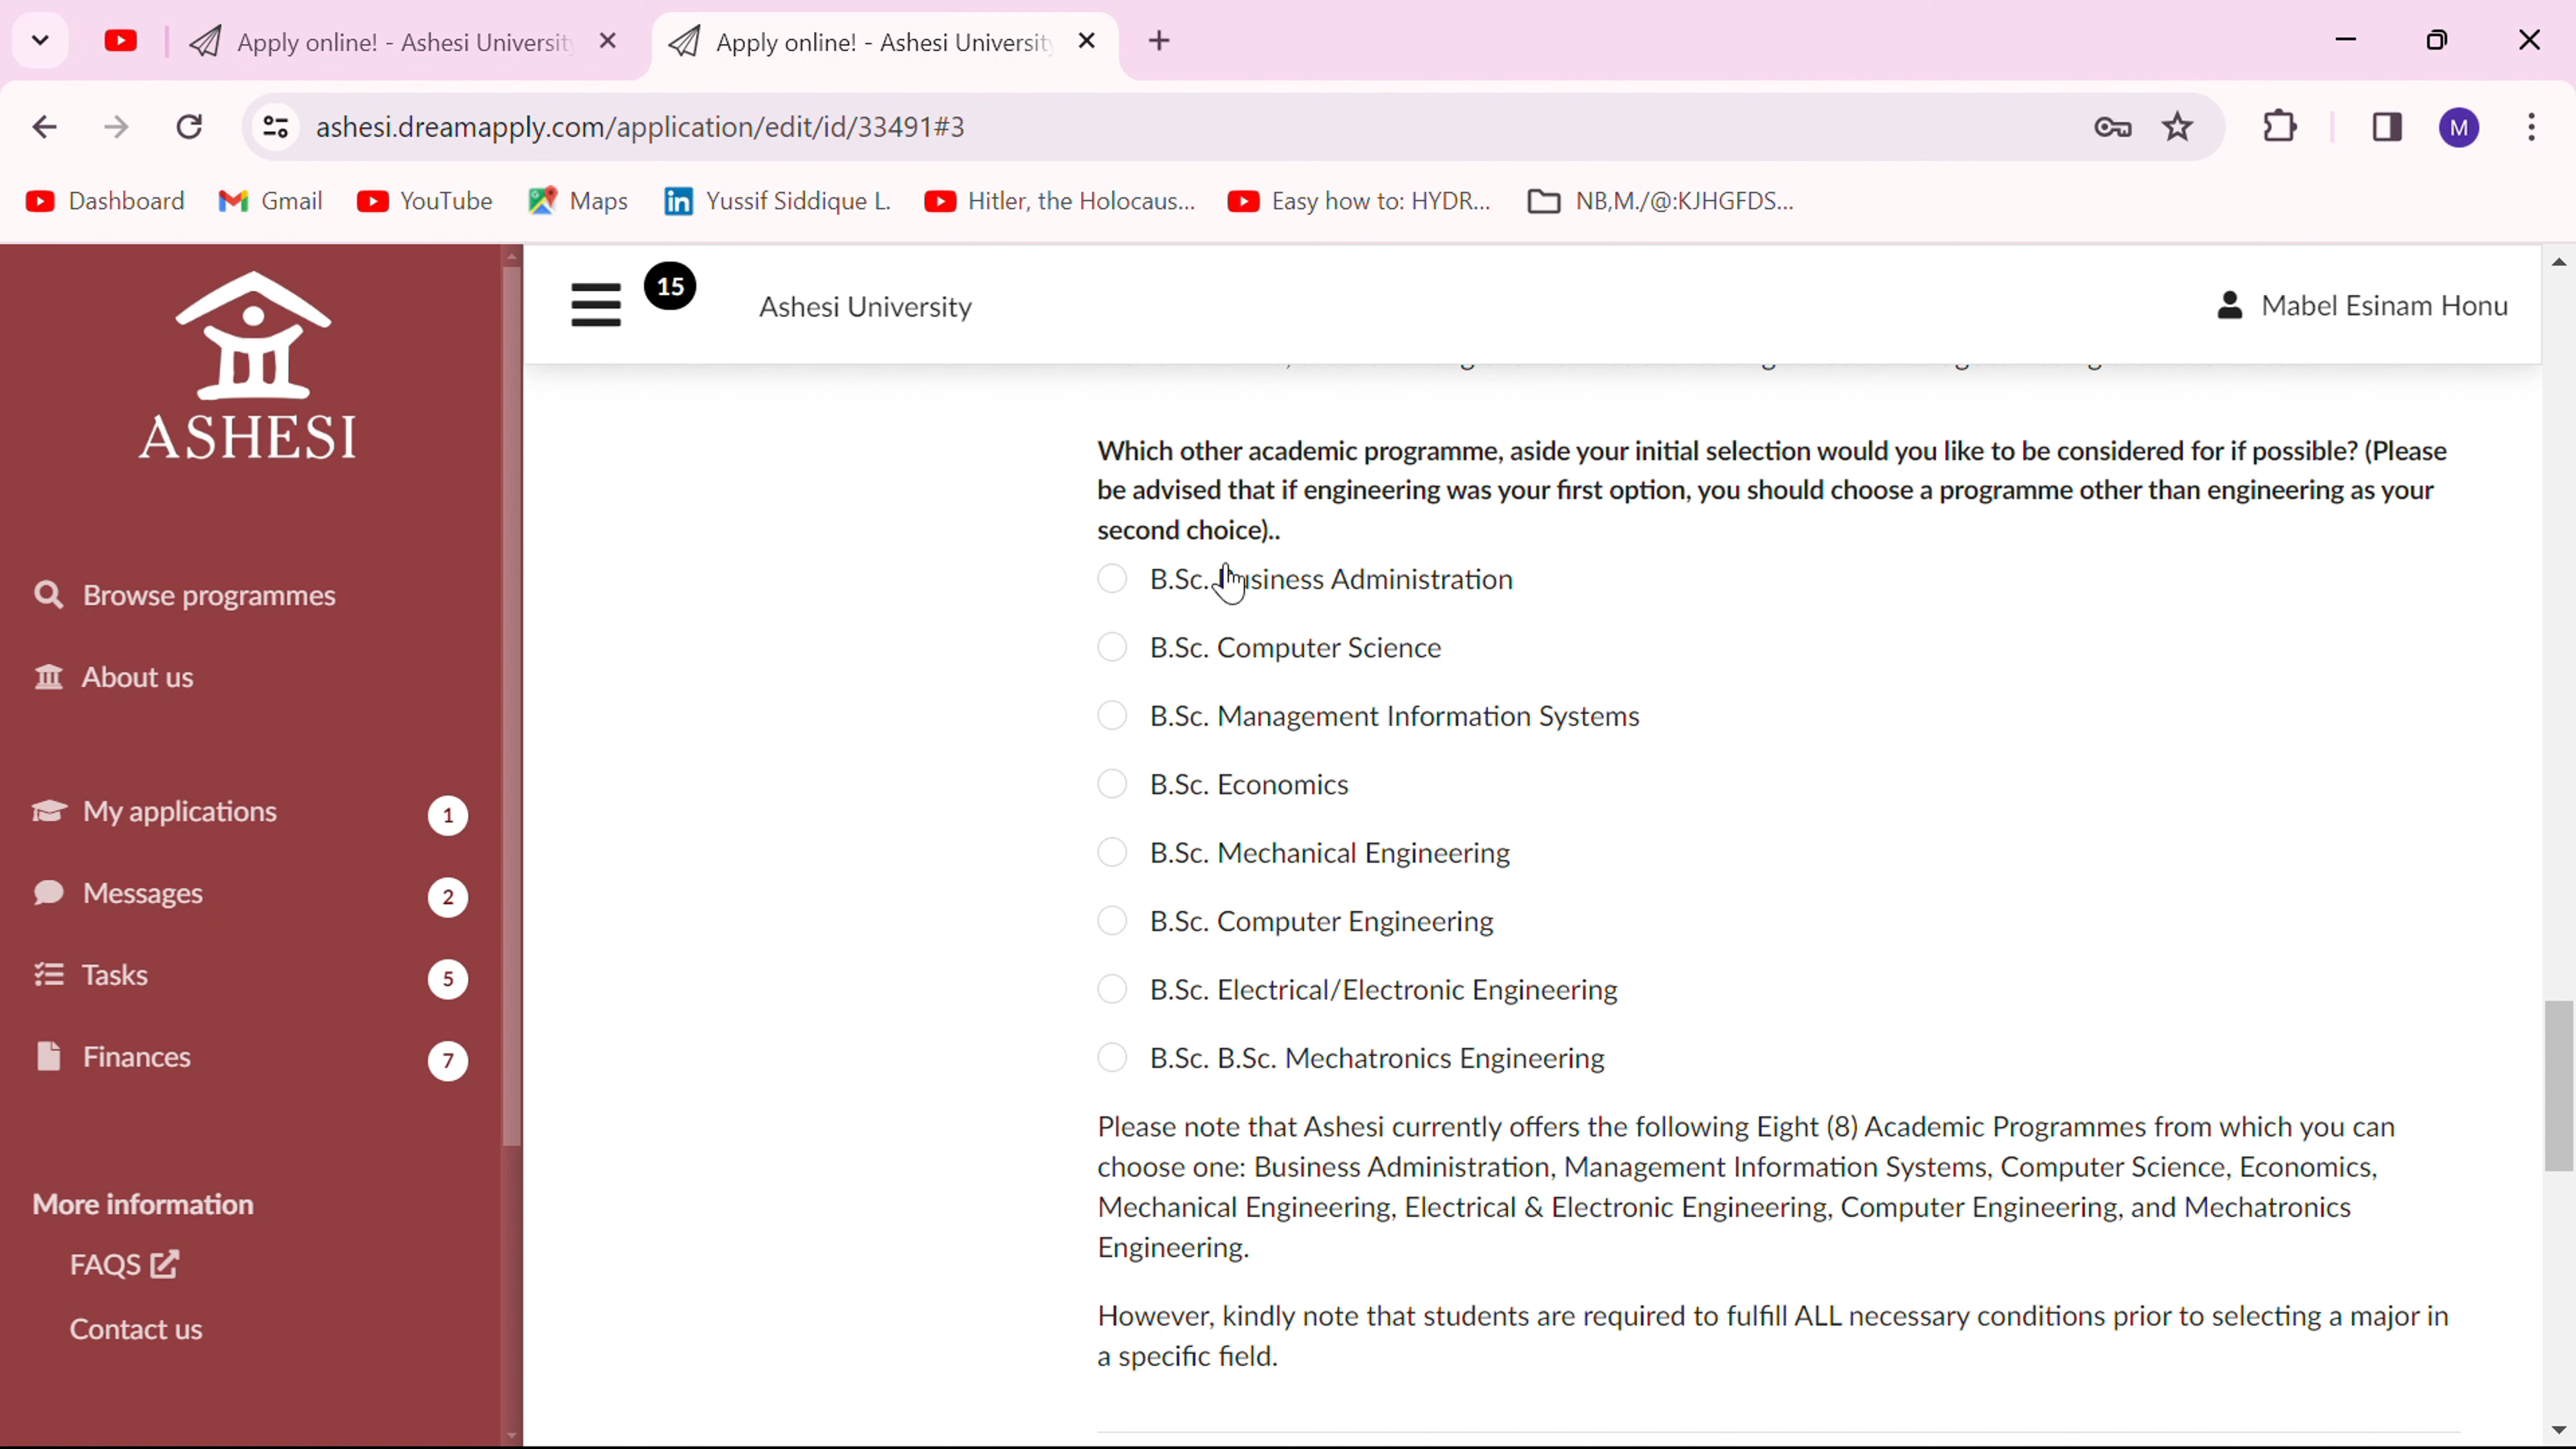 Apply online! - Ashesi University
Apply online! - Ashesi University
ashesi.dreamapply.com/application/edit/id/33491#3
M
Dashboard
Gmail
YouTube
Maps
Yussif Siddique L.
Hitler, the Holocaus...
Easy how to: HYDR...
NB,M./@:KJHGFDS...
ASHESI
15
Ashesi University
Mabel Esinam Honu
Browse programmes
About us
My applications 1
Messages 2
Tasks 5
Finances 7
More information
FAQS
Contact us
Which other academic programme, aside your initial selection would you like to be considered for if possible? (Please
be advised that if engineering was your first option, you should choose a programme other than engineering as your
second choice)..
B.Sc. Business Administration
B.Sc. Computer Science
B.Sc. Management Information Systems
B.Sc. Economics
B.Sc. Mechanical Engineering
B.Sc. Computer Engineering
B.Sc. Electrical/Electronic Engineering
B.Sc. B.Sc. Mechatronics Engineering
Please note that Ashesi currently offers the following Eight (8) Academic Programmes from which you can
choose one: Business Administration, Management Information Systems, Computer Science, Economics,
Mechanical Engineering, Electrical & Electronic Engineering, Computer Engineering, and Mechatronics
Engineering.
However, kindly note that students are required to fulfill ALL necessary conditions prior to selecting a major in
a specific field.